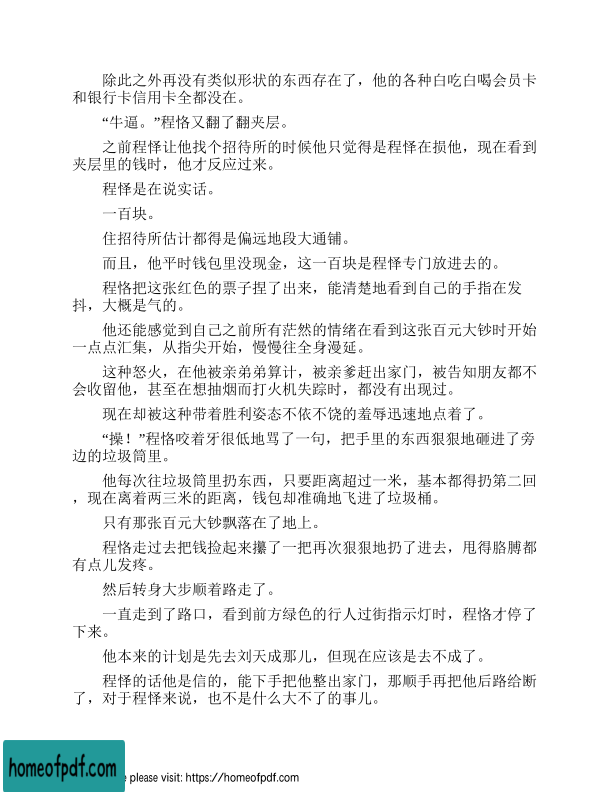 除此之外再没有类似形状的东西存在了，他的各种白吃白喝会员卡
和银行卡信用卡全都没在。
“牛逼。”程恪又翻了翻夹层。
之前程怿让他找个招待所的时候他只觉得是程怿在损他，现在看到
夹层里的钱时，他才反应过来。
程怿是在说实话。
一百块。
住招待所估计都得是偏远地段大通铺。
而且，他平时钱包里没现金，这一百块是程怿专门放进去的。
程恪把这张红色的票子捏了出来，能清楚地看到自己的手指在发
抖，大概是气的。
他还能感觉到自己之前所有茫然的情绪在看到这张百元大钞时开始
一点点汇集，从指尖开始，慢慢往全身漫延。
这种怒火，在他被亲弟弟算计，被亲爹赶出家门，被告知朋友都不
会收留他，甚至在想抽烟而打火机失踪时，都没有出现过。
现在却被这种带着胜利姿态不依不饶的羞辱迅速地点着了。
“操！”程恪咬着牙很低地骂了一句，把手里的东西狠狠地砸进了旁
边的垃圾筒里。
他每次往垃圾筒里扔东西，只要距离超过一米，基本都得扔第二回
，现在离着两三米的距离，钱包却准确地飞进了垃圾桶。
只有那张百元大钞飘落在了地上。
程恪走过去把钱捡起来攥了一把再次狠狠地扔了进去，甩得胳膊都
有点儿发疼。
然后转身大步顺着路走了。
一直走到了路口，看到前方绿色的行人过街指示灯时，程恪才停了
下来。
他本来的计划是先去刘天成那儿，但现在应该是去不成了。
程怿的话他是信的，能下手把他整出家门，那顺手再把他后路给断
了，对于程怿来说，也不是什么大不了的事儿。
homeofpdf.com
e please visit: https://homeofpdf.com